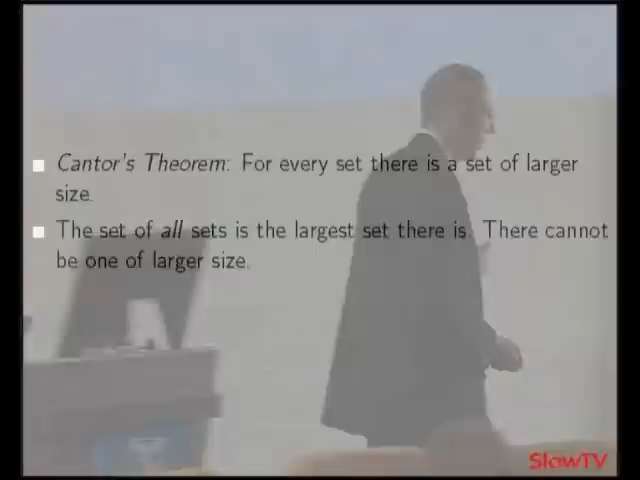 Cantor's Theorem: For every set there is a set of larger
size.
The set of all sets is the largest set there is. There cannot
be one of larger size.
SlowTV